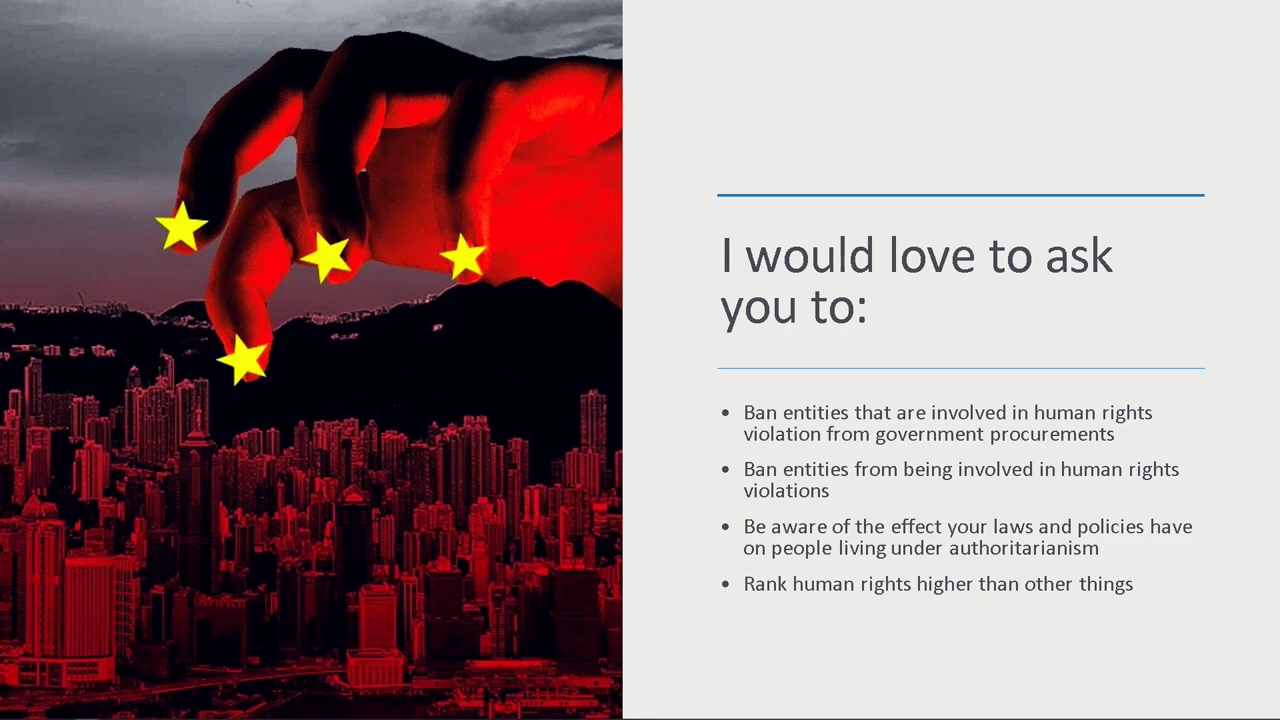 I would love to ask
you to:
• Ban entities that are involved in human rights
violation from government procurements
• Ban entities from being involved in human rights
violations
• Be aware of the effect your laws and policies have
on people living under authoritarianism
• Rank human rights higher than other things